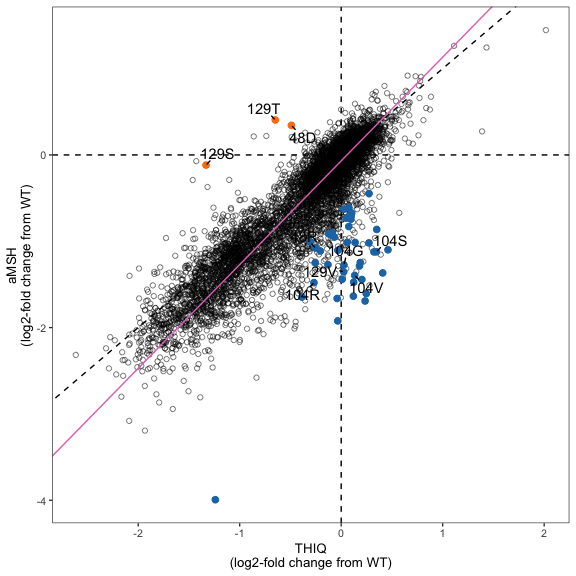 129T
48D
129S
0
104S
104G
129V
104V
104R
-2
-4
aMSH
(log2-fold change from WT)
-2
-1
0
1
2
THIQ
(log2-fold change from WT)